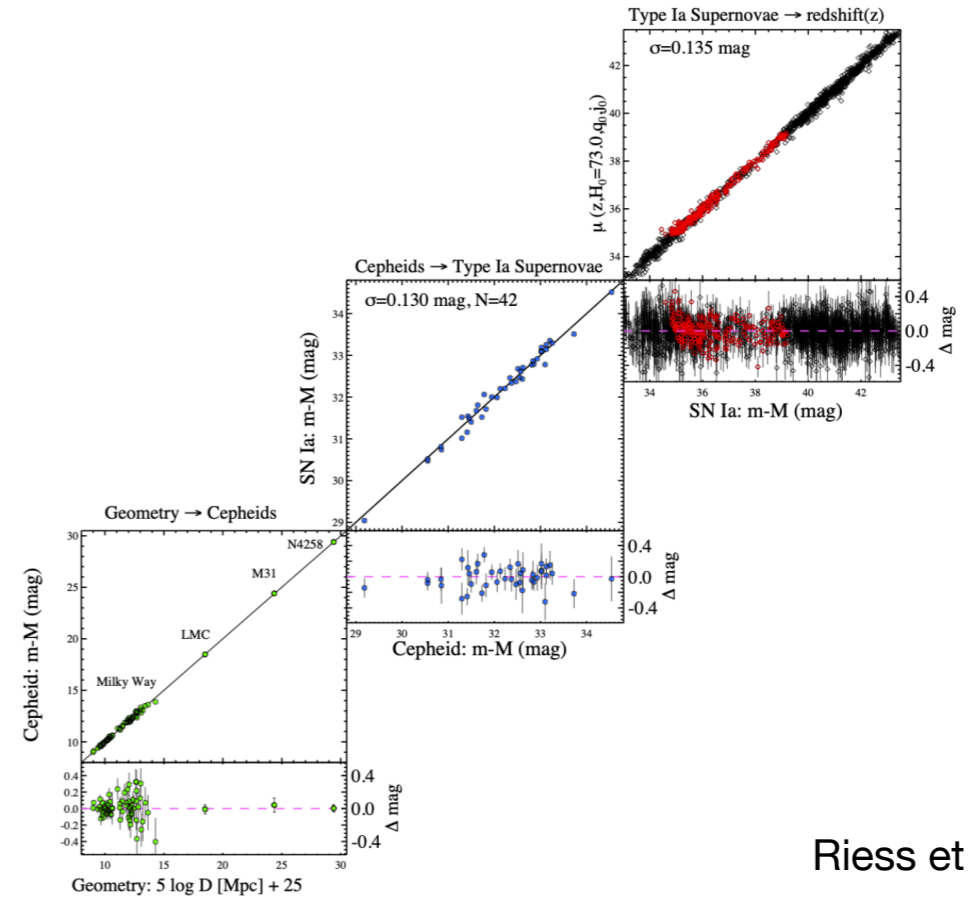 Type Ia Supernovae → redshift(z)
σ=0.135 mag
μ (z,H₀=73.0,q₀,j₀)
42
40
38
36
34
0.4
0.0
-0.4
Δ mag
34 36 38 40 42
SN Ia: m-M (mag)
Cepheids → Type Ia Supernovae
σ=0.130 mag, N=42
SN Ia: m-M (mag)
34
33
32
31
30
29
0.4
0.0
-0.4
Δ mag
29 30 31 32 33 34
Cepheid: m-M (mag)
Geometry → Cepheids
N4258
M31
LMC
Milky Way
Cepheid: m-M (mag)
30
25
20
15
10
0.4
0.2
0.0
-0.2
-0.4
0.4
0.0
-0.4
Δ mag
10 15 20 25 30
Geometry: 5 log D [Mpc] + 25
Riess et